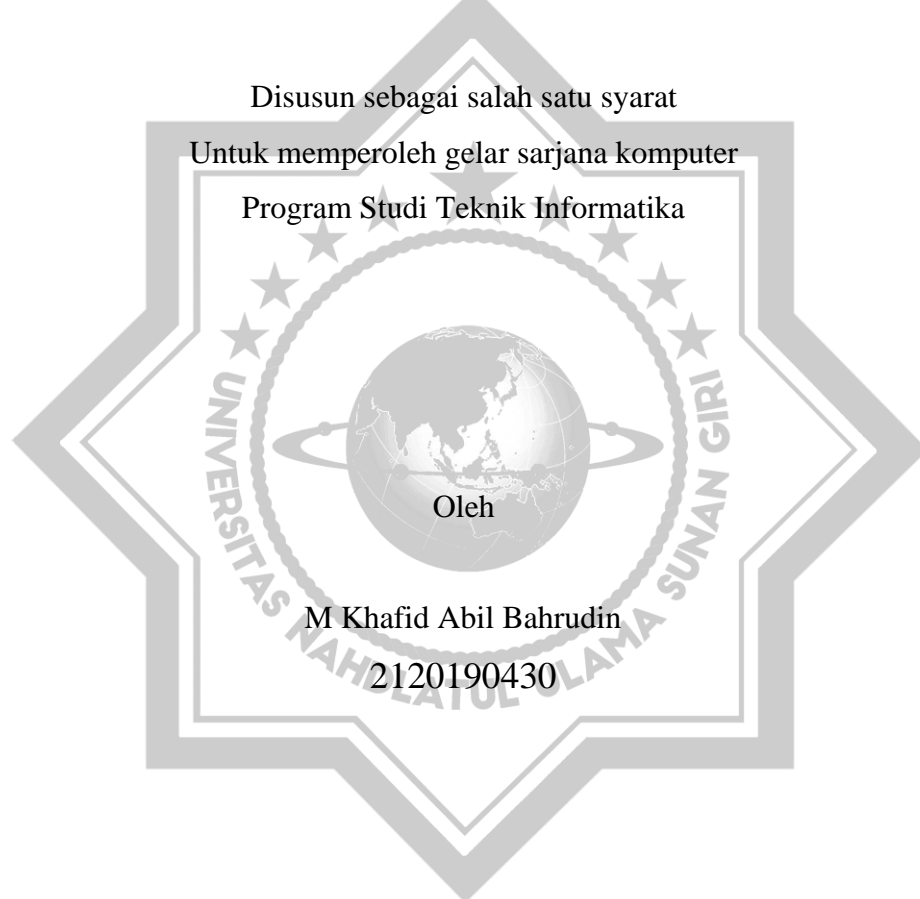 Disusun sebagai salah satu syarat
Untuk memperoleh gelar sarjana komputer
Program Studi Teknik Informatika
UNIVERSITAS NAHDLATUL ULAMA SUNAN GIRI
Oleh
M Khafid Abil Bahrudin
2120190430